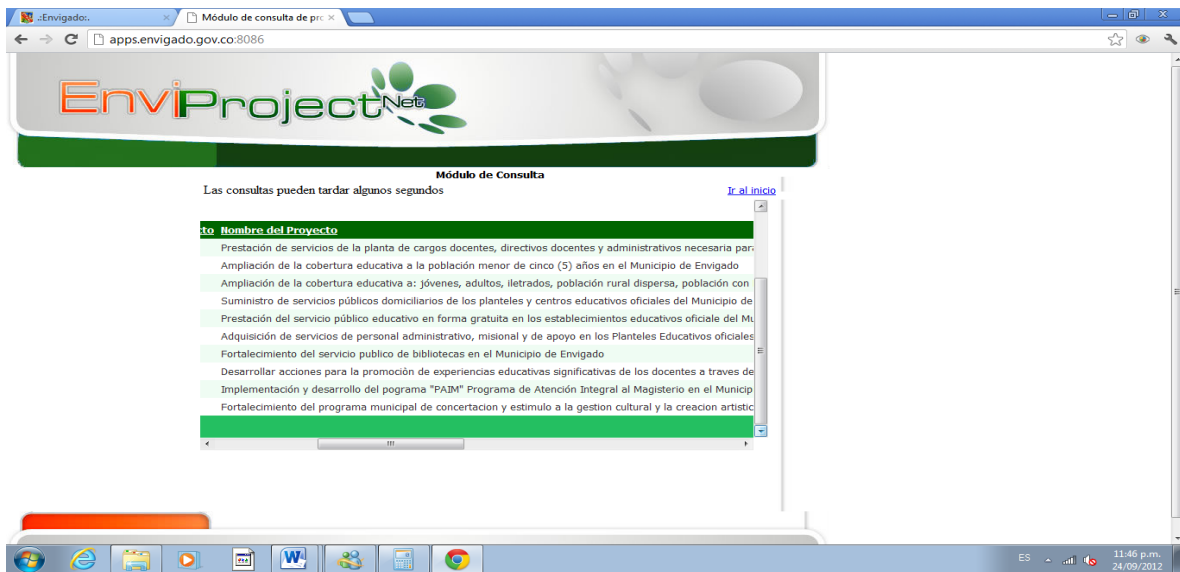 .:Envigado:.
Módulo de consulta de prc
apps.envigado.gov.co:8086
EnviProject Net
Módulo de Consulta
Las consultas pueden tardar algunos segundos Ir al inicio
to Nombre del Proyecto
Prestación de servicios de la planta de cargos docentes, directivos docentes y administrativos necesaria para
Ampliación de la cobertura educativa a la población menor de cinco (5) años en el Municipio de Envigado
Ampliación de la cobertura educativa a: jóvenes, adultos, iletrados, población rural dispersa, población con
Suministro de servicios públicos domiciliarios de los planteles y centros educativos oficiales del Municipio de
Prestación del servicio público educativo en forma gratuita en los establecimientos educativos oficiale del Mu
Adquisición de servicios de personal administrativo, misional y de apoyo en los Planteles Educativos oficiales
Fortalecimiento del servicio publico de bibliotecas en el Municipio de Envigado
Desarrollar acciones para la promoción de experiencias educativas significativas de los docentes a traves de
Implementación y desarrollo del pograma "PAIM" Programa de Atención Integral al Magisterio en el Municip
Fortalecimiento del programa municipal de concertacion y estimulo a la gestion cultural y la creacion artistic
ES 11:46 p.m.
24/09/2012